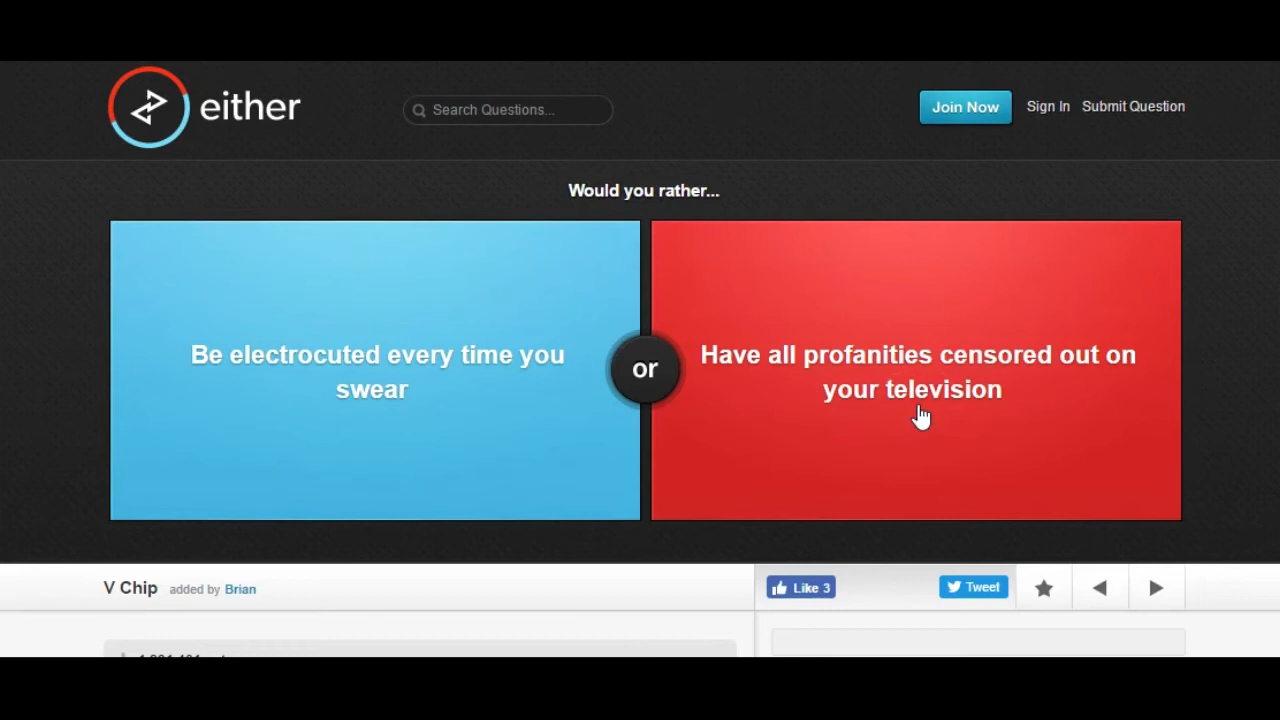 either
Search Questions...
Join Now
Sign In
Submit Question
Would you rather...
Be electrocuted every time you
swear
or
Have all profanities censored out on
your television
V Chip added by Brian
Like 3
Tweet